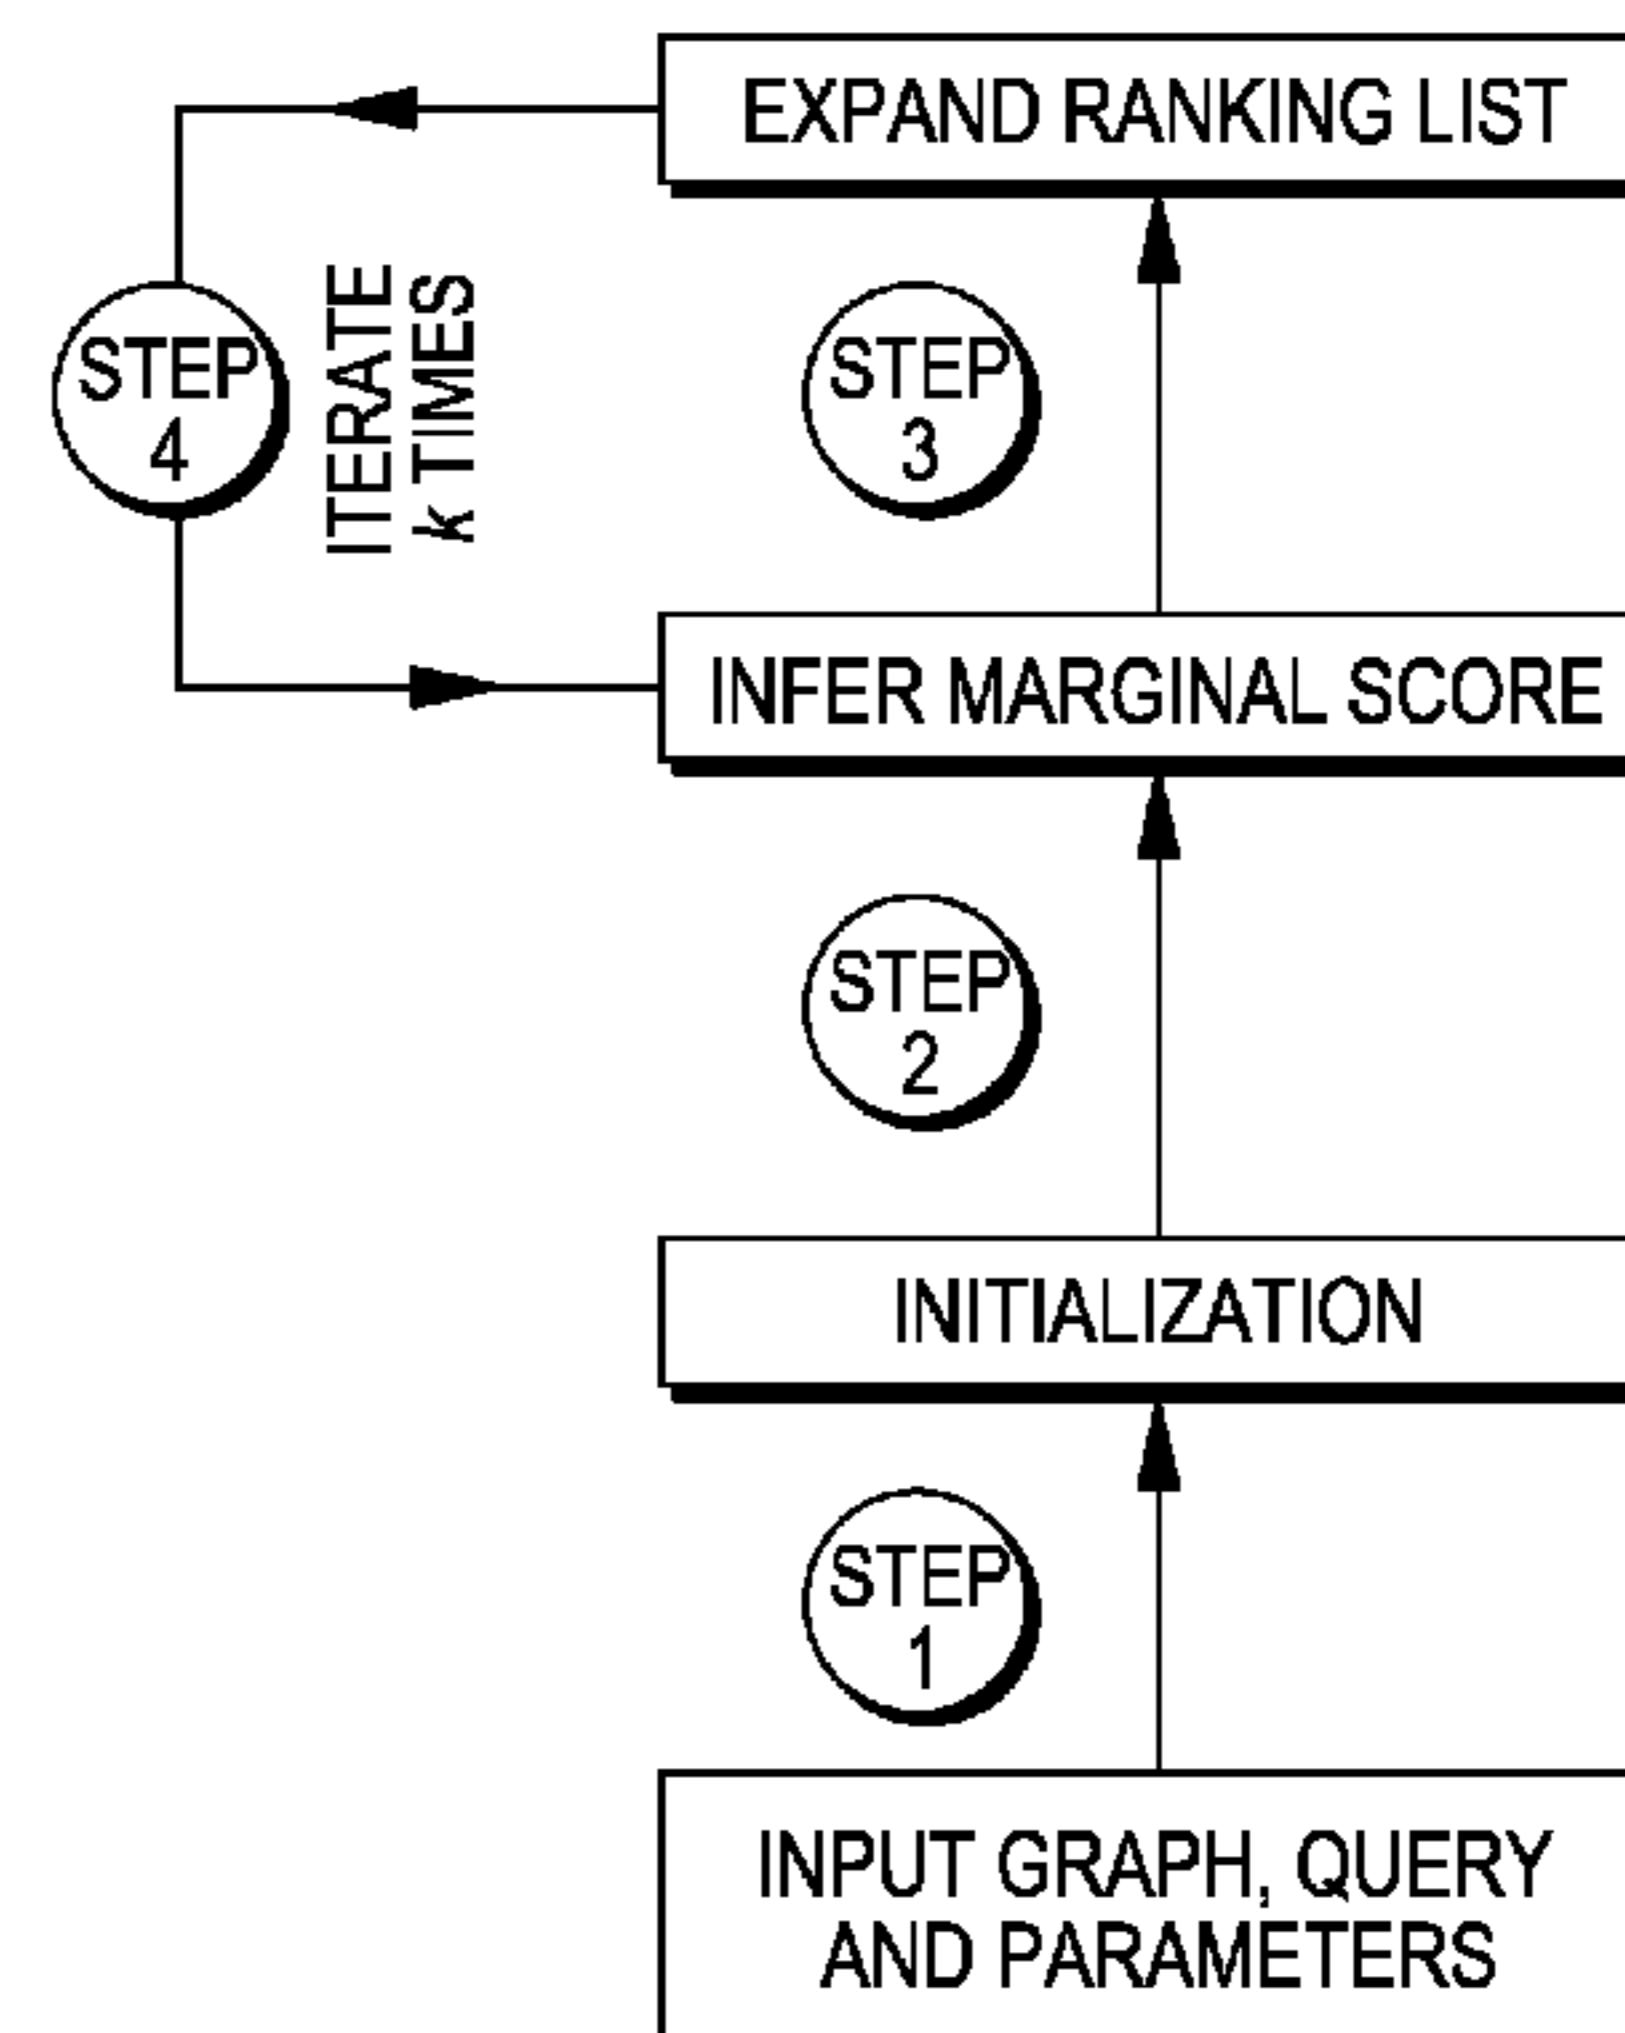 EXPAND RANKING LIST
STEP
4
ITERATE
k TIMES
STEP
3
INFER MARGINAL SCORE
STEP
2
INITIALIZATION
STEP
1
INPUT GRAPH, QUERY
AND PARAMETERS